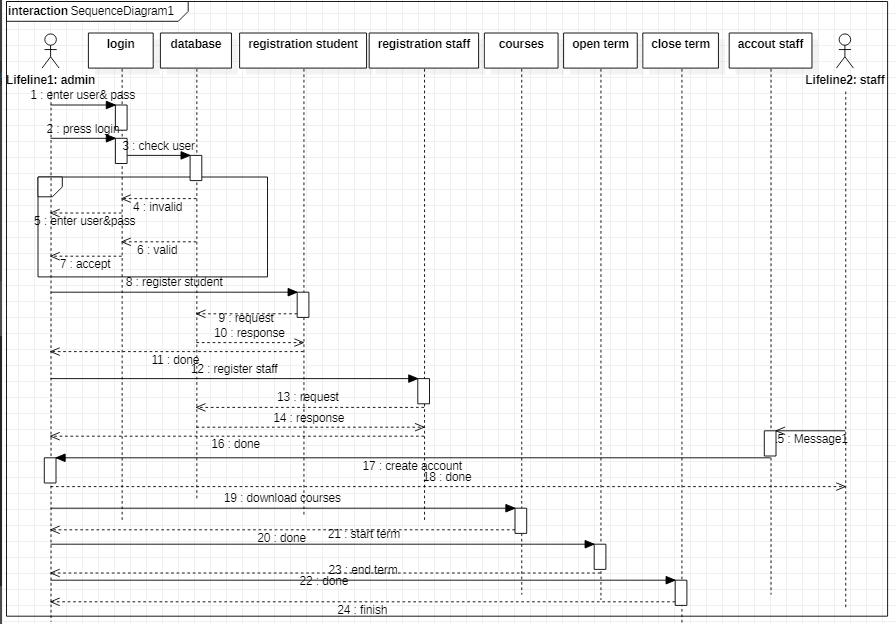 interaction SequenceDiagram1
login
database
registration student
registration staff
courses
open term
close term
accout staff
Lifeline1: admin
Lifeline2: staff
1 : enter user& pass
2 : press login
3 : check user
4 : invalid
5 : enter user&pass
6 : valid
7 : accept
8 : register student
9 : request
10 : response
11 : done
12 : register staff
13 : request
14 : response
5 : Message1
16 : done
17 : create account
18 : done
19 : download courses
20 : done
21 : start term
23 : end term
22 : done
24 : finish